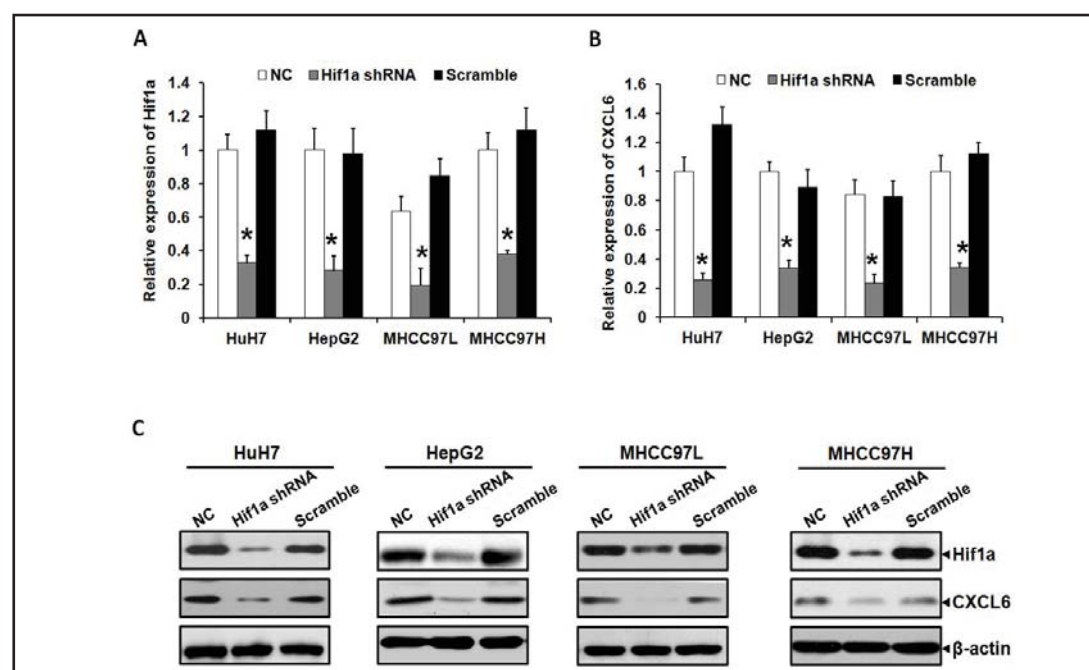 A
NC Hif1a shRNA Scramble
Relative expression of Hif1a
1.4
1.2
1
0.8
0.6
0.4
0.2
0
* * * *
HuH7 HepG2 MHCC97L MHCC97H
B
NC Hif1a shRNA Scramble
Relative expression of CXCL6
1.6
1.4
1.2
1
0.8
0.6
0.4
0.2
0
* * * *
HuH7 HepG2 MHCC97L MHCC97H
C
HuH7 HepG2 MHCC97L MHCC97H
NC Hif1a shRNA Scramble NC Hif1a shRNA Scramble NC Hif1a shRNA Scramble NC Hif1a shRNA Scramble
Hif1a
CXCL6
β-actin